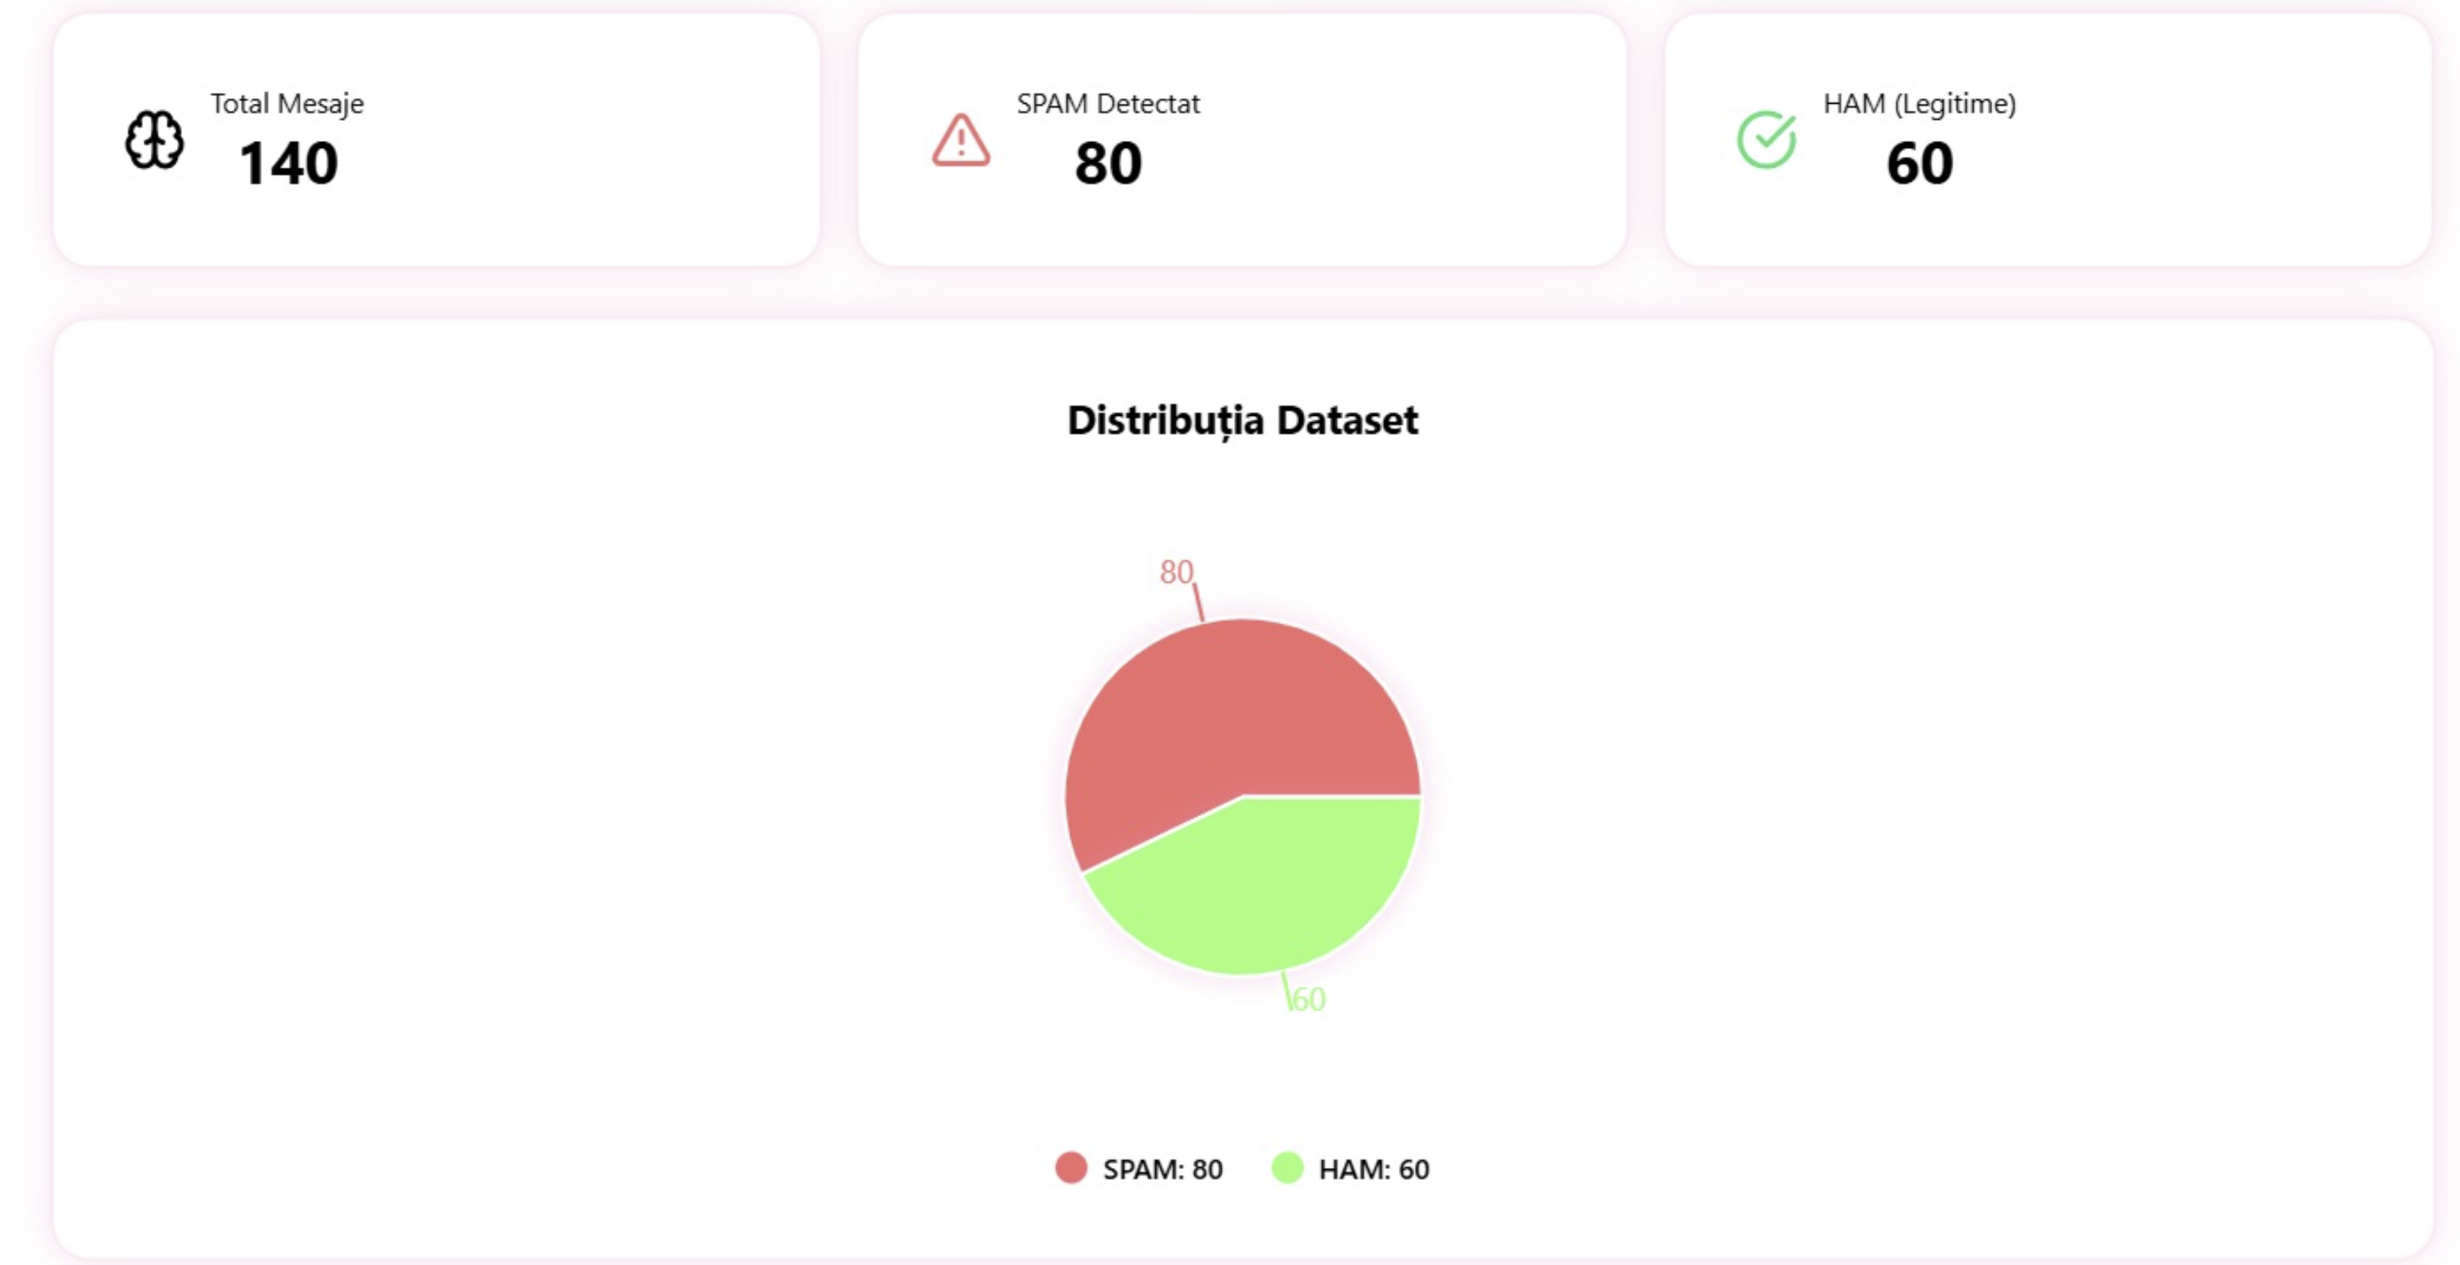 Total Mesaje
140
SPAM Detectat
80
HAM (Legitime)
60
Distribuția Dataset
80
60
SPAM: 80
HAM: 60